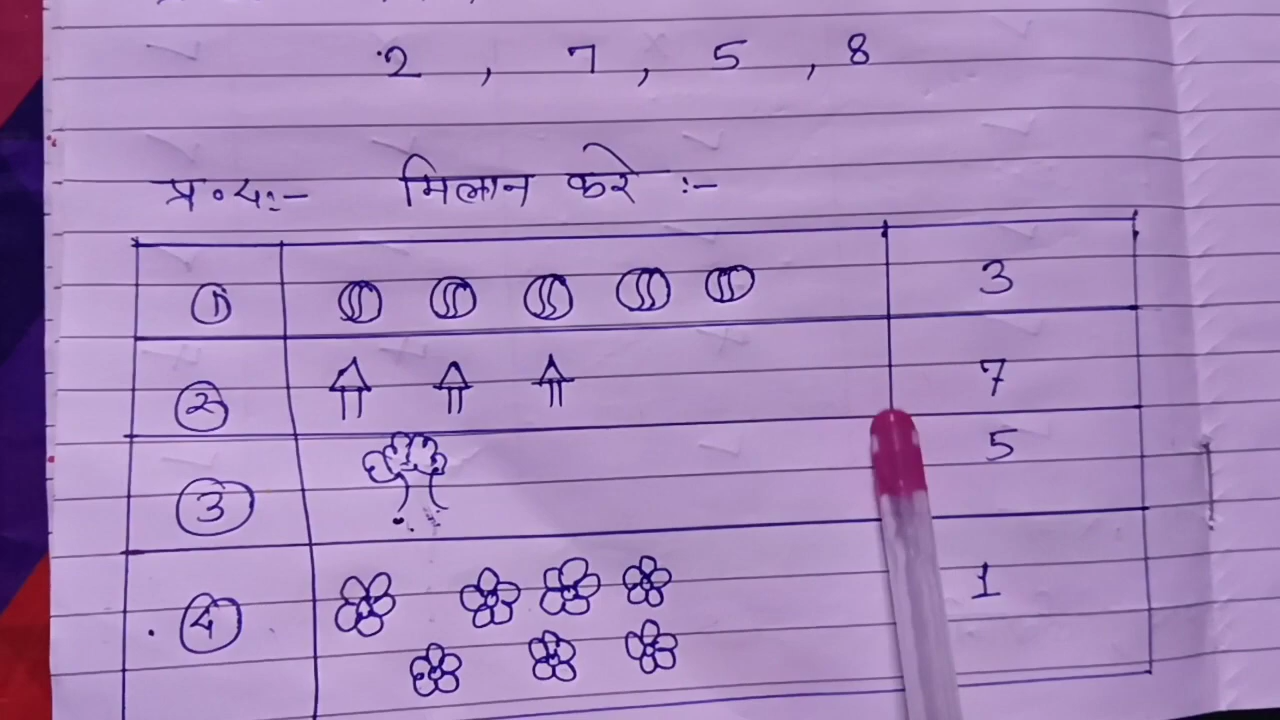 2 , 7 , 5 , 8
प्र०५:- मिलान करे :-
1 3
2 7
3 5
4 1